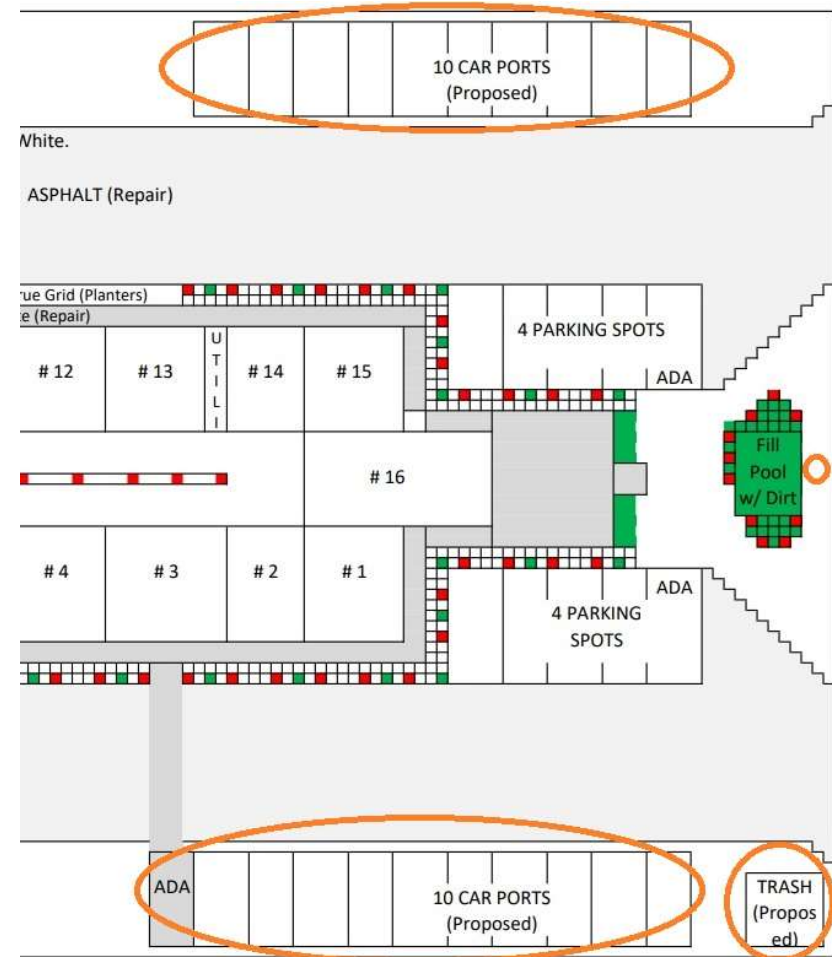 10 CAR PORTS
(Proposed)
White.
ASPHALT (Repair)
rue Grid (Planters)
e (Repair)
4 PARKING SPOTS
ADA
# 12
# 13
U
T
I
L
I
# 14
# 15
# 16
Fill
Pool
w/ Dirt
# 4
# 3
# 2
# 1
ADA
4 PARKING
SPOTS
ADA
10 CAR PORTS
(Proposed)
TRASH
(Propos
ed)